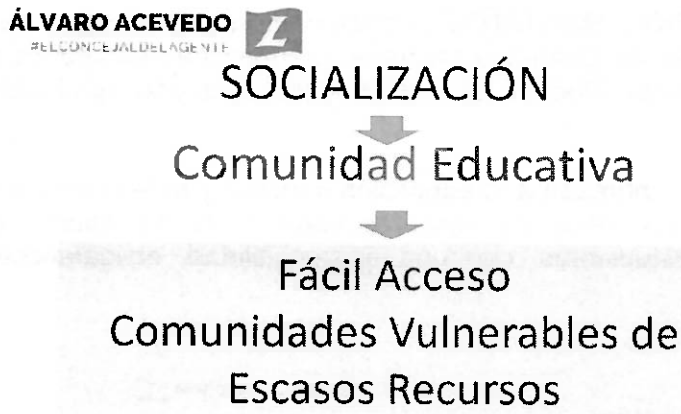 ÁLVARO ACEVEDO
#ELCONCEJALDELAGENTE
L
SOCIALIZACIÓN
Comunidad Educativa
Fácil Acceso
Comunidades Vulnerables de
Escasos Recursos